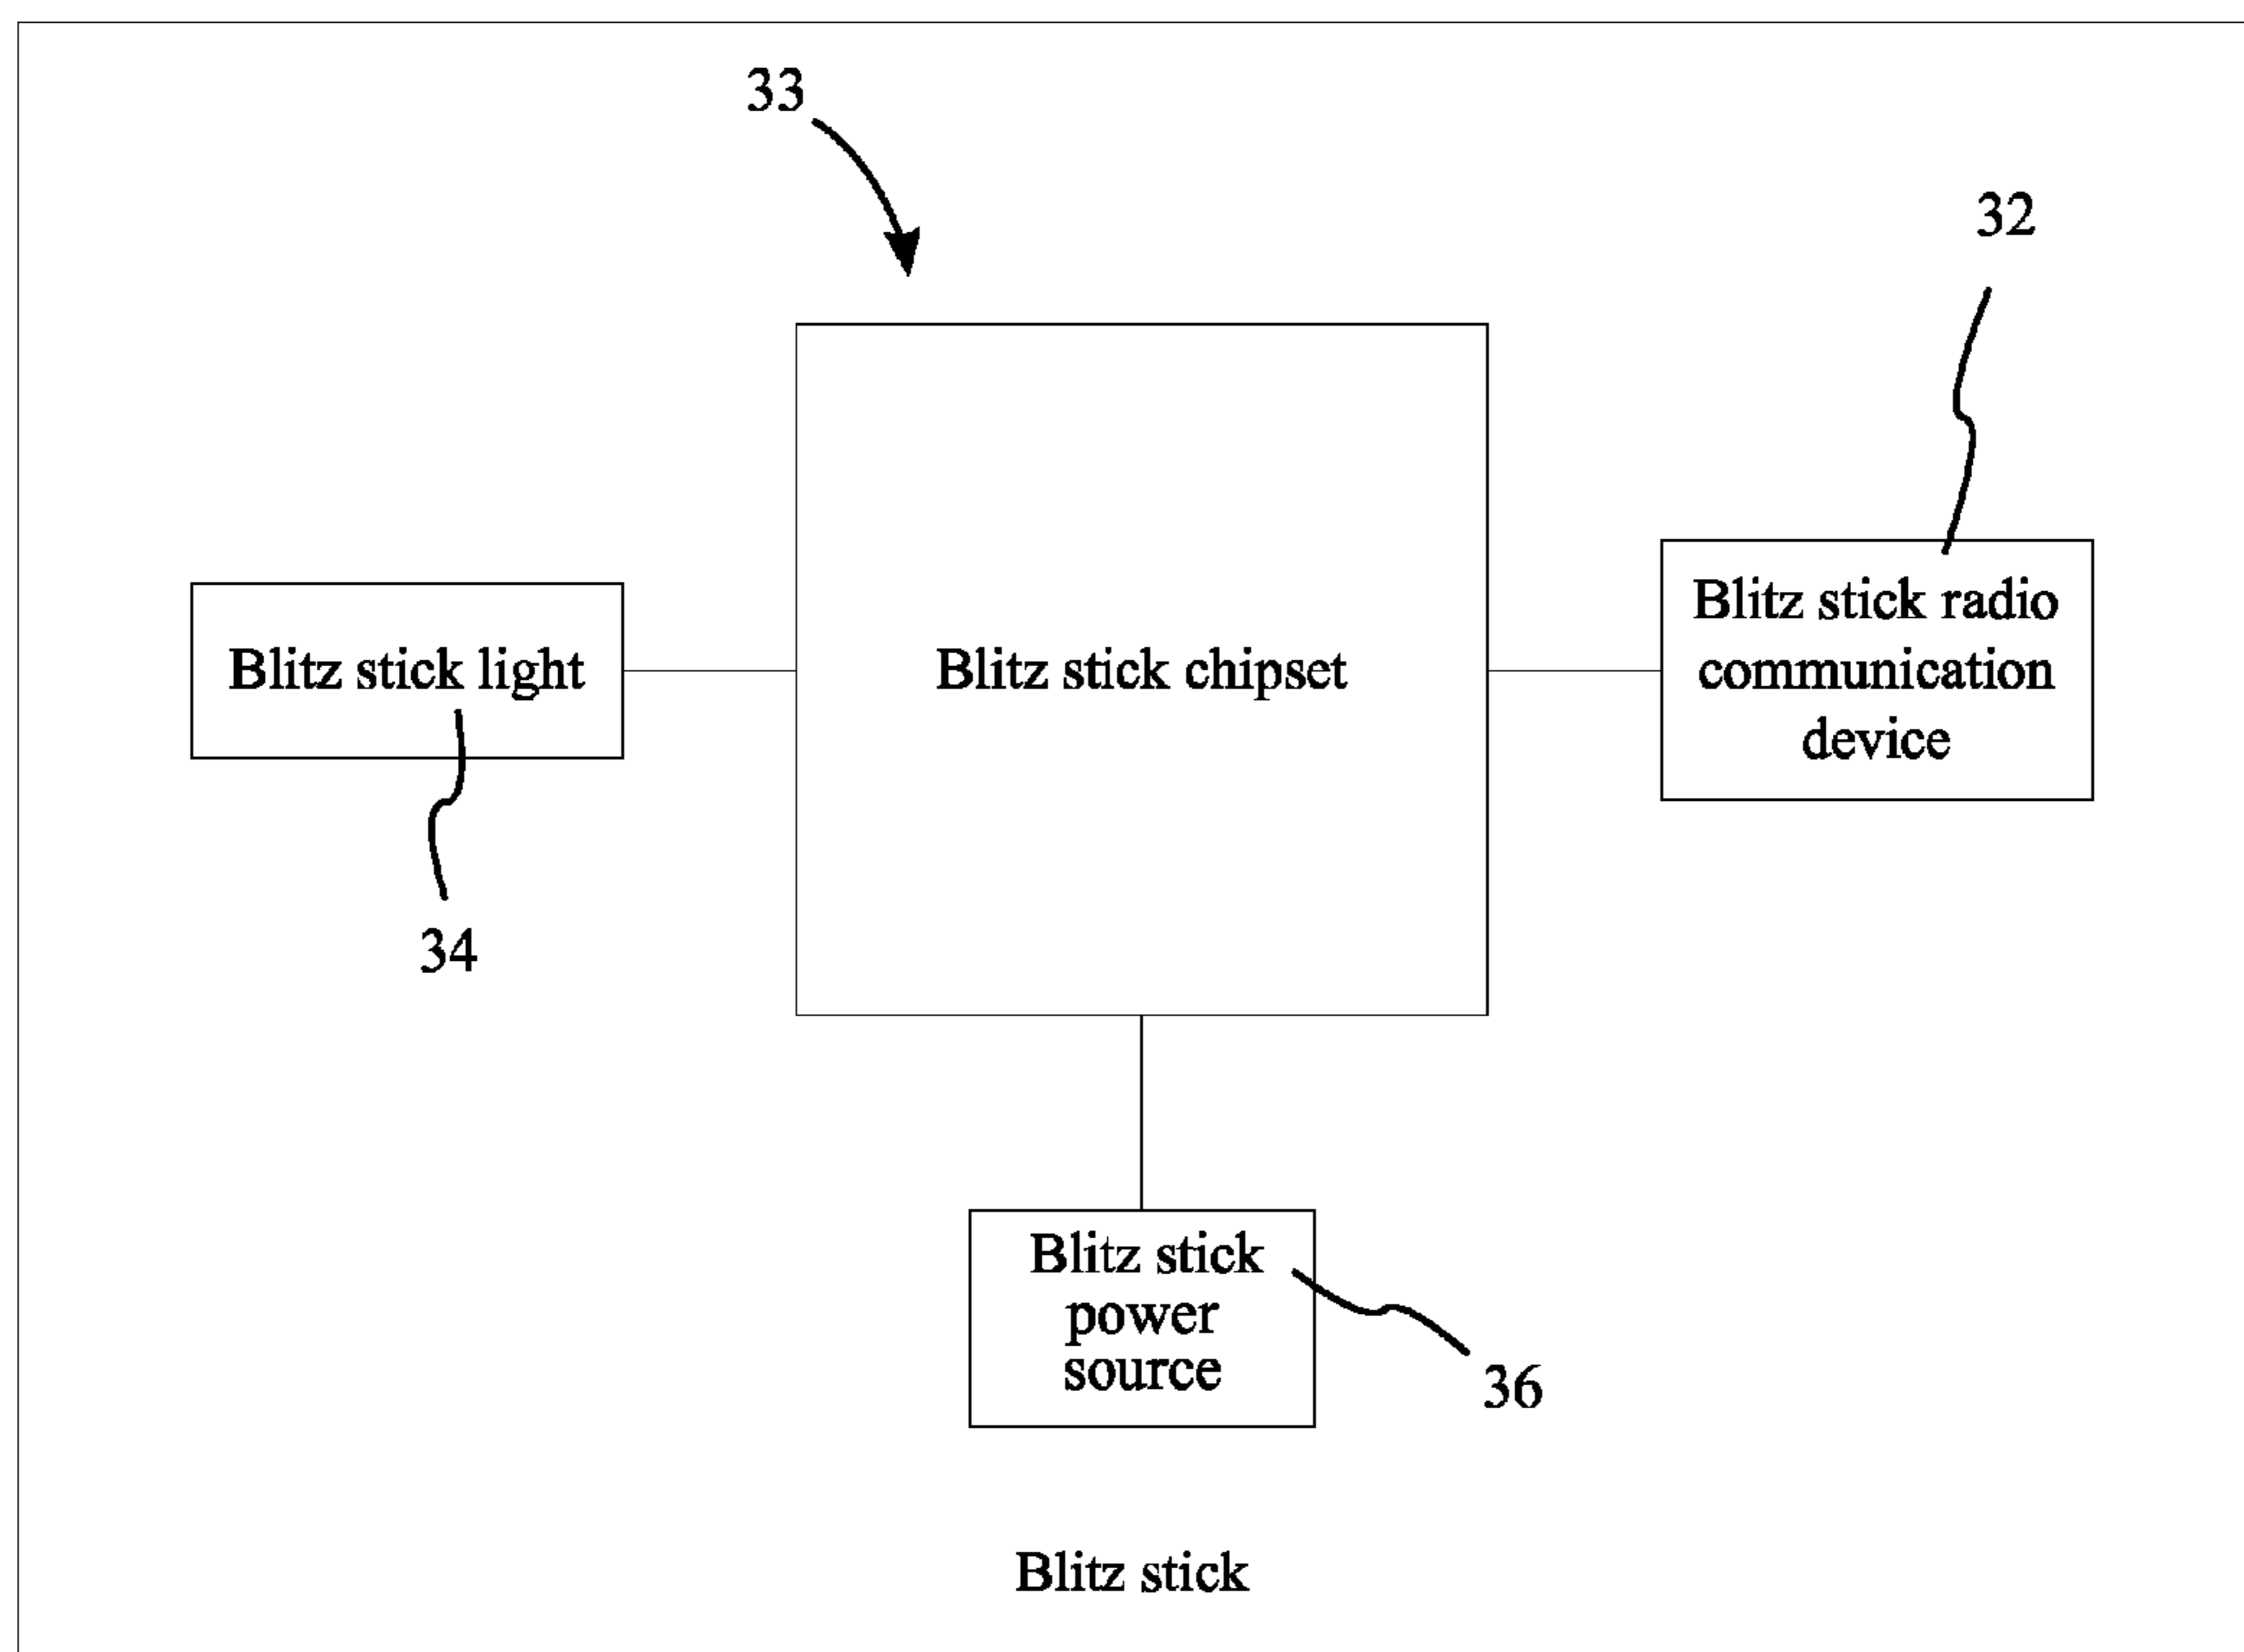 33
32
Blitz stick light
Blitz stick chipset
Blitz stick radio
communication
device
34
Blitz stick
power
source
36
Blitz stick